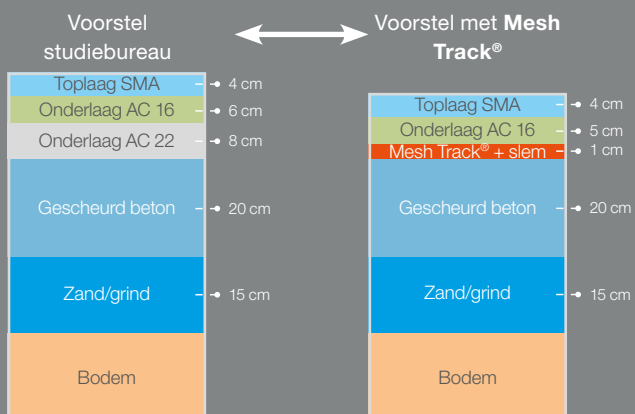 Voorstel
studiebureau
Voorstel met Mesh
Track®
Toplaag SMA
4 cm
Onderlaag AC 16
6 cm
Onderlaag AC 22
8 cm
Gescheurd beton
20 cm
Zand/grind
15 cm
Bodem
Toplaag SMA
4 cm
Onderlaag AC 16
5 cm
Mesh Track® + slem
1 cm
Gescheurd beton
20 cm
Zand/grind
15 cm
Bodem